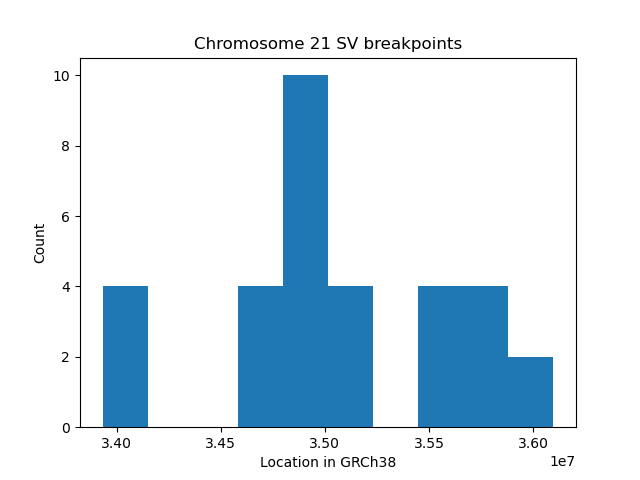 Chromosome 21 SV breakpoints
10
8
6
4
2
0
Count
3.40 3.45 3.50 3.55 3.60
1e7
Location in GRCh38